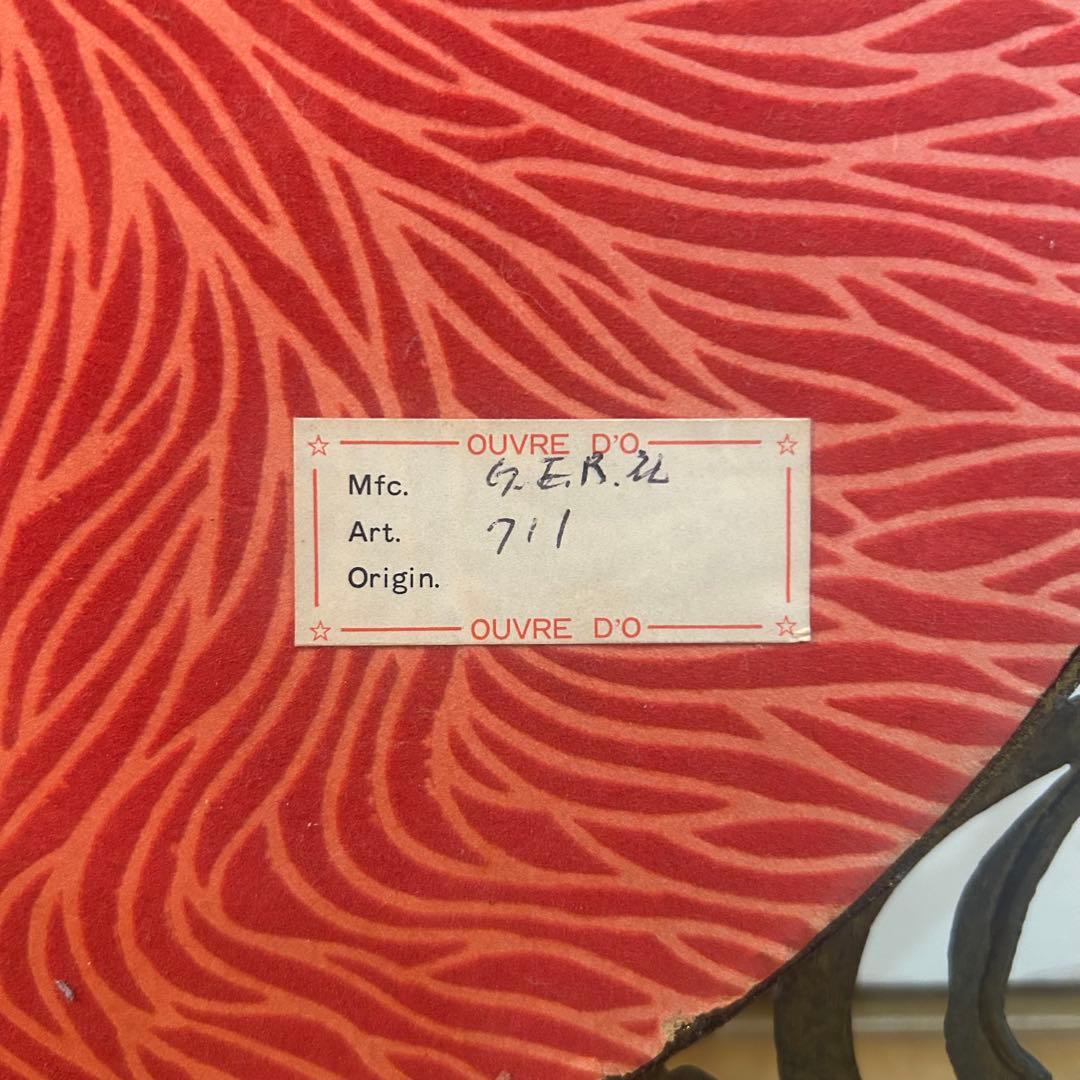 OUVRE D'O
Mfc. G.E.R.
Art. 711
Origin.
OUVRE D'O